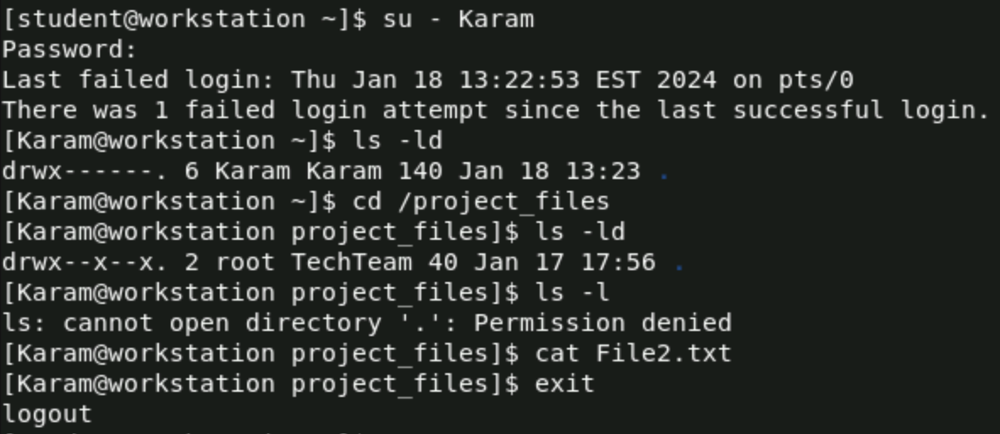 [student@workstation ~]$ su - Karam
Password:
Last failed login: Thu Jan 18 13:22:53 EST 2024 on pts/0
There was 1 failed login attempt since the last successful login.
[Karam@workstation ~]$ ls -ld
drwx------. 6 Karam Karam 140 Jan 18 13:23 .
[Karam@workstation ~]$ cd /project_files
[Karam@workstation project_files]$ ls -ld
drwx--x--x. 2 root TechTeam 40 Jan 17 17:56 .
[Karam@workstation project_files]$ ls -l
ls: cannot open directory '.': Permission denied
[Karam@workstation project_files]$ cat File2.txt
[Karam@workstation project_files]$ exit
logout